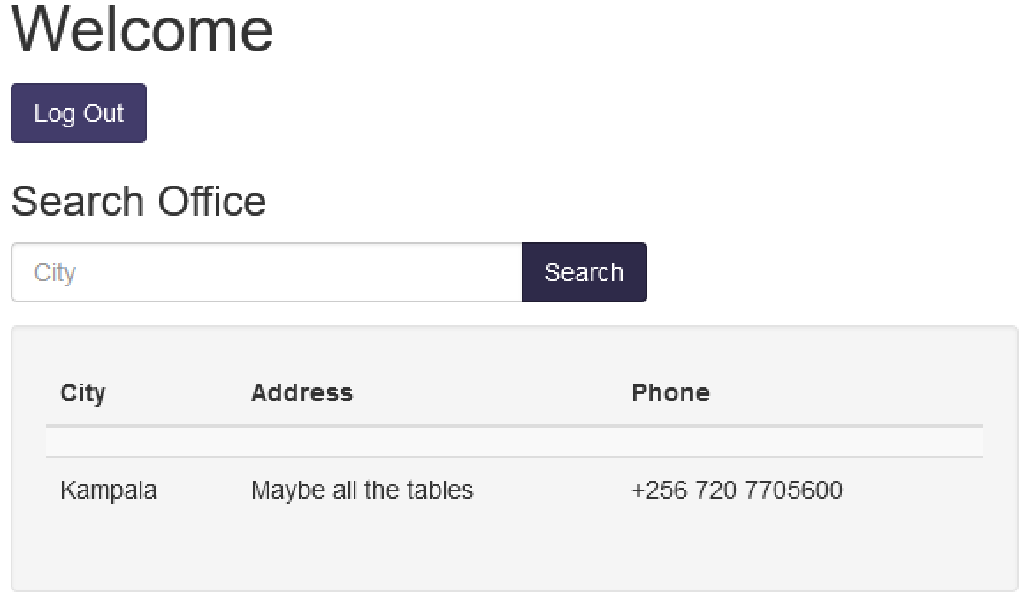 Welcome
Log Out
Search Office
City Search
City Address Phone
Kampala Maybe all the tables +256 720 7705600